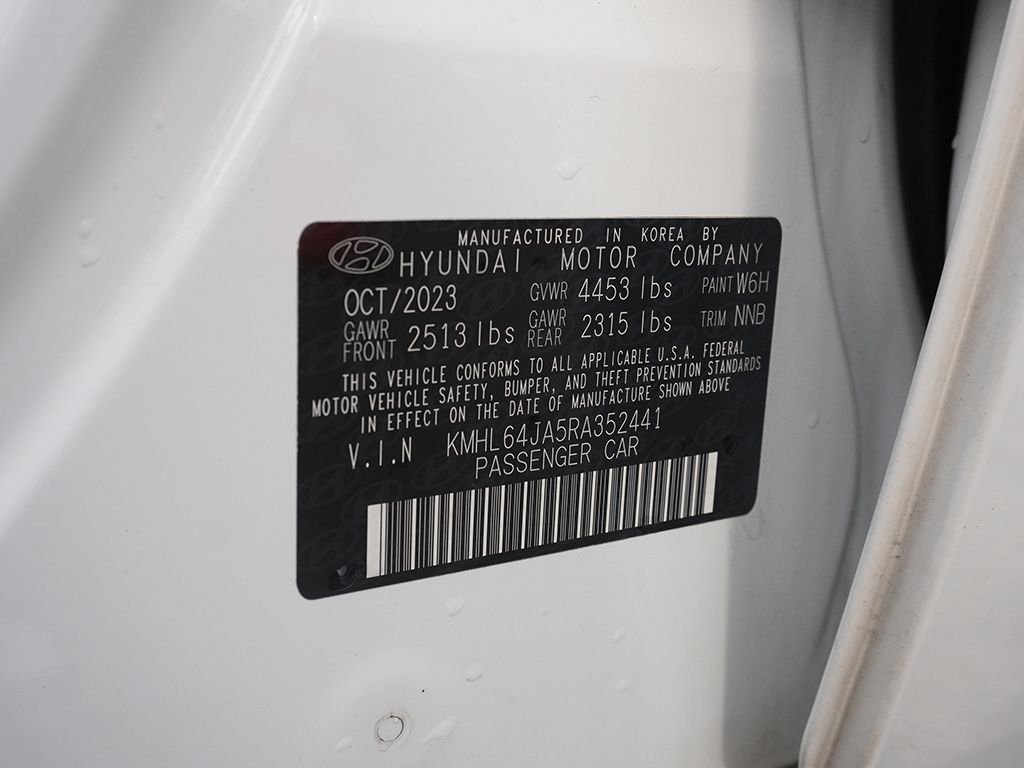 MANUFACTURED IN KOREA BY
HYUNDAI MOTOR COMPANY
OCT/2023 GVWR 4453 lbs PAINT W6H
GAWR FRONT 2513 lbs GAWR REAR 2315 lbs TRIM NNB
THIS VEHICLE CONFORMS TO ALL APPLICABLE U.S.A. FEDERAL
MOTOR VEHICLE SAFETY, BUMPER, AND THEFT PREVENTION STANDARDS
IN EFFECT ON THE DATE OF MANUFACTURE SHOWN ABOVE
V.I.N KMHL64JA5RA352441
PASSENGER CAR